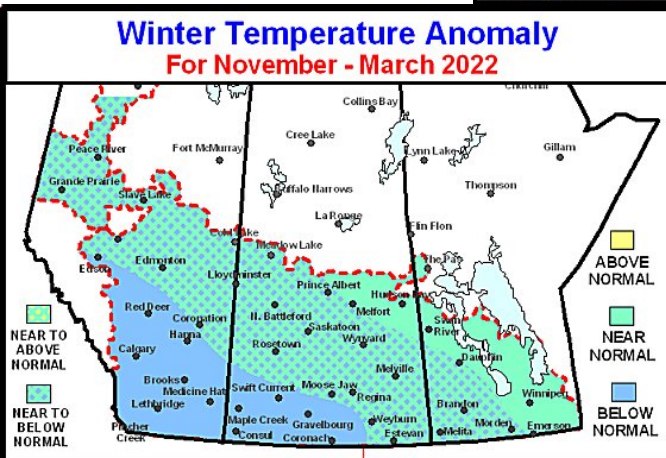 Winter Temperature Anomaly
For November - March 2022
Collins Bay
Peace River
Fort McMurray
Cree Lake
Lynn Lake
Gillam
Grande Prairie
Slave Lake
Buffalo Narrows
Thompson
La Ronge
Flin Flon
Cold Lake
Meadow Lake
The Pas
Edson
Edmonton
Lloydminster
Prince Albert
Hudson Bay
Melfort
Red Deer
Coronation
N. Battleford
Saskatoon
Swan
River
Hanna
Rosetown
Wynyard
Dauphin
Calgary
Melville
Brooks
Medicine Hat
Swift Current
Moose Jaw
Regina
Winnipeg
Lethbridge
Maple Creek
Gravelbourg
Weyburn
Brandon
Morden
Emerson
Pincher
Creek
Consul
Coronach
Estevan
Melita
NEAR TO
ABOVE
NORMAL
NEAR TO
BELOW
NORMAL
ABOVE
NORMAL
NEAR
NORMAL
BELOW
NORMAL